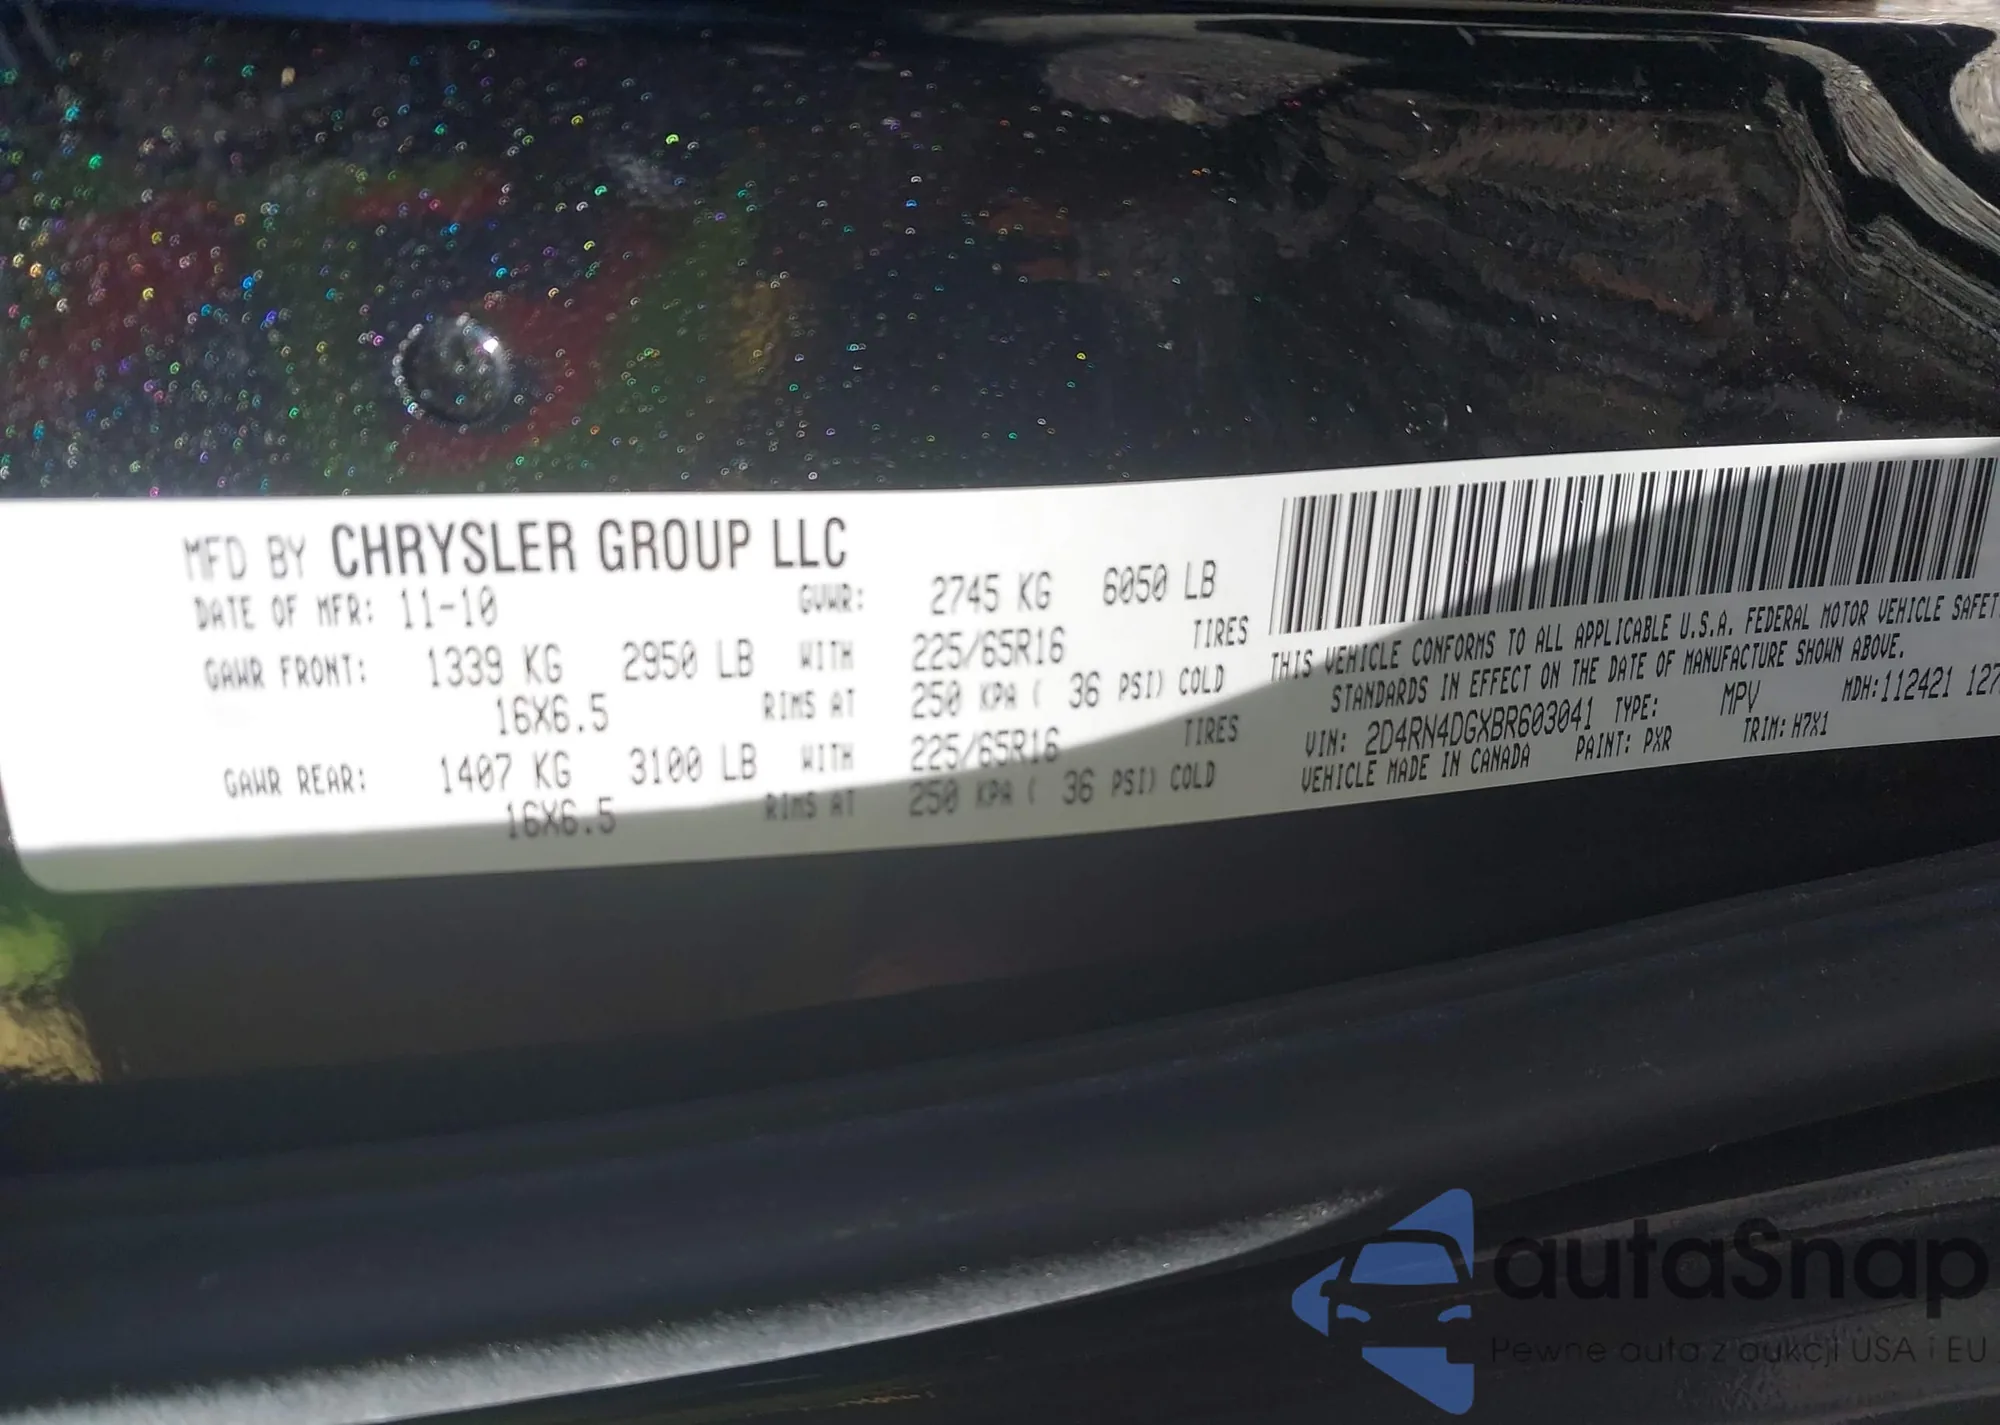 MFD BY CHRYSLER GROUP LLC
DATE OF MFR: 11-10 GVWR: 2745 KG 6050 LB
GAWR FRONT: 1339 KG 2950 LB WITH 225/65R16 TIRES
16X6.5 RIMS AT 250 KPA ( 36 PSI) COLD
GAWR REAR: 1407 KG 3100 LB WITH 225/65R16 TIRES
16X6.5 RIMS AT 250 KPA ( 36 PSI) COLD
THIS VEHICLE CONFORMS TO ALL APPLICABLE U.S.A. FEDERAL MOTOR VEHICLE SAFET
STANDARDS IN EFFECT ON THE DATE OF MANUFACTURE SHOWN ABOVE.
VIN: 2D4RN4DGXBR603041 TYPE: MPV MDH:112421 127
VEHICLE MADE IN CANADA PAINT: PXR TRIM: H7X1
autaSnap
Pewne auta z aukcji USA i EU